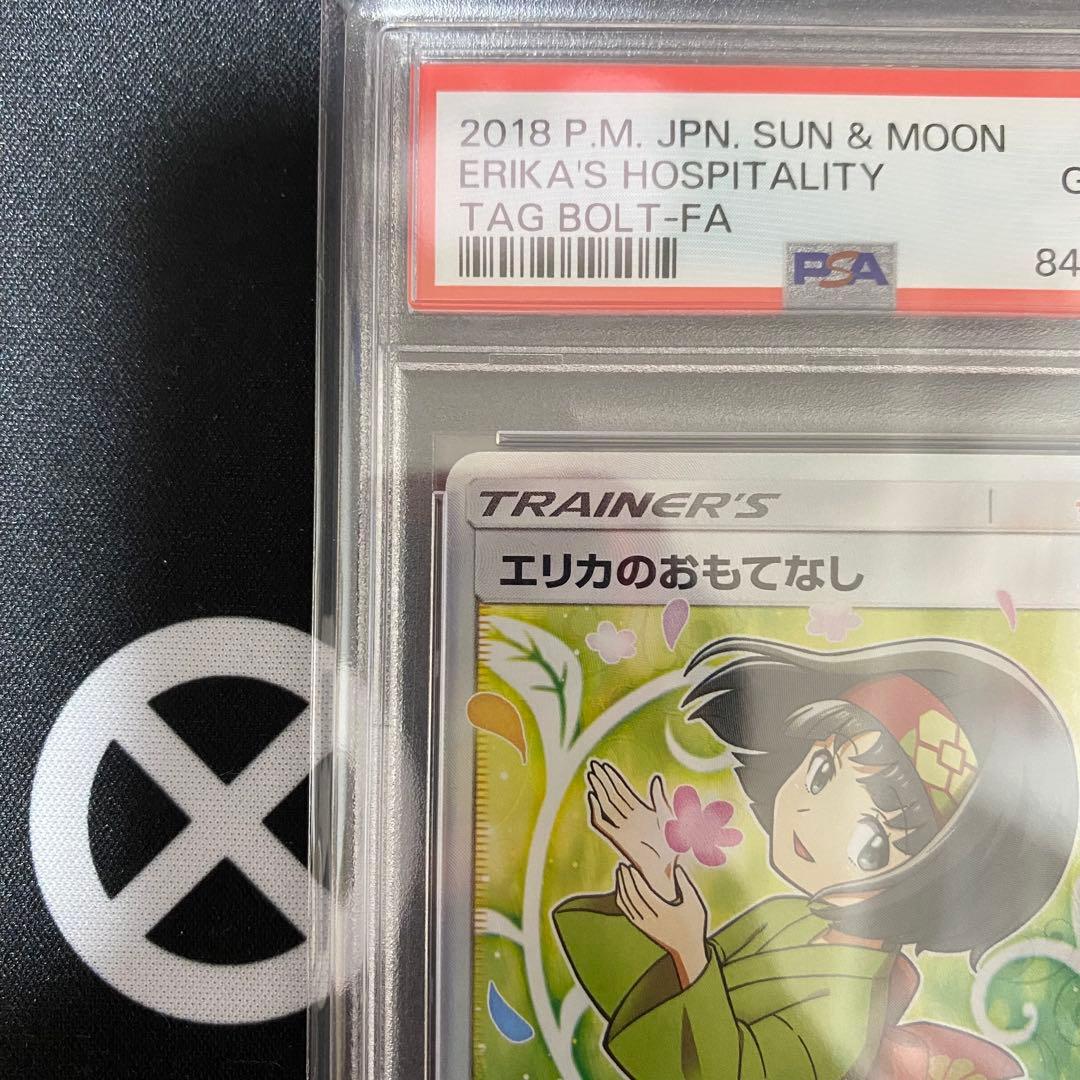 2018 P.M. JPN. SUN & MOON
ERIKA'S HOSPITALITY
TAG BOLT-FA
PSA
84
TRAINER'S
エリカのおもてなし